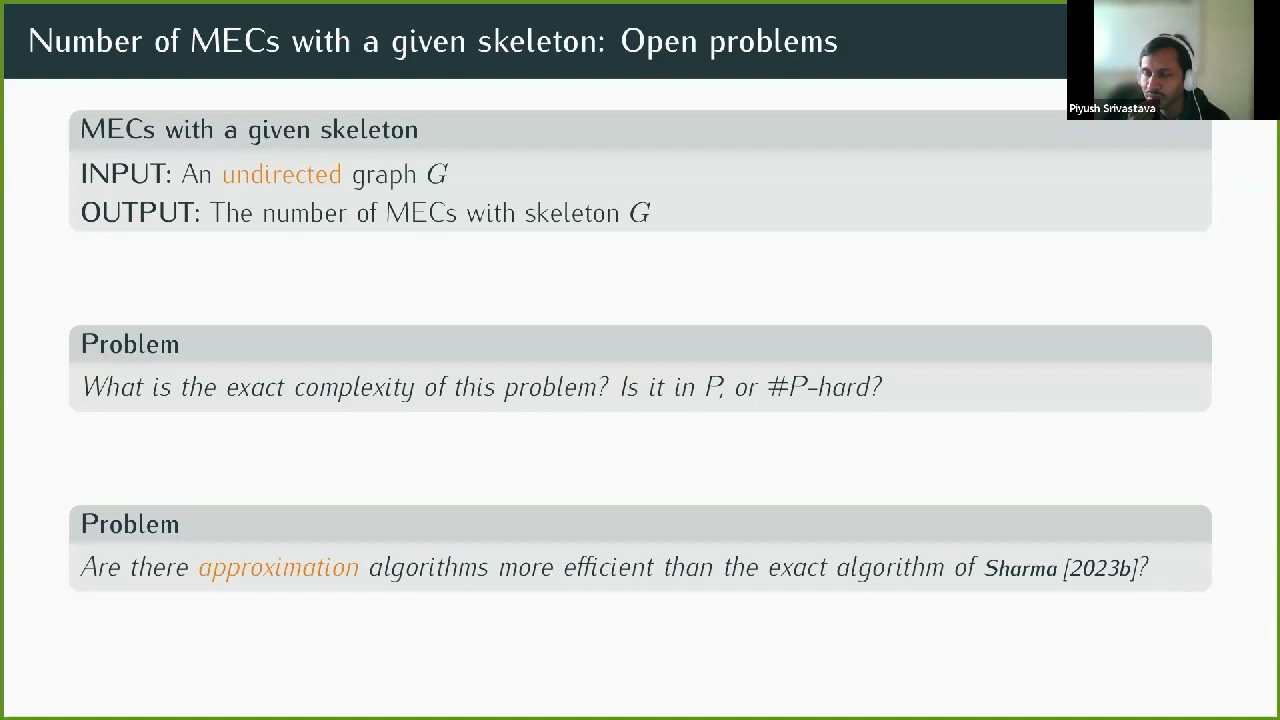 Number of MECs with a given skeleton: Open problems
Piyush Srivastava
MECs with a given skeleton
INPUT: An undirected graph G
OUTPUT: The number of MECs with skeleton G
Problem
What is the exact complexity of this problem? Is it in P, or #P-hard?
Problem
Are there approximation algorithms more efficient than the exact algorithm of Sharma [2023b]?